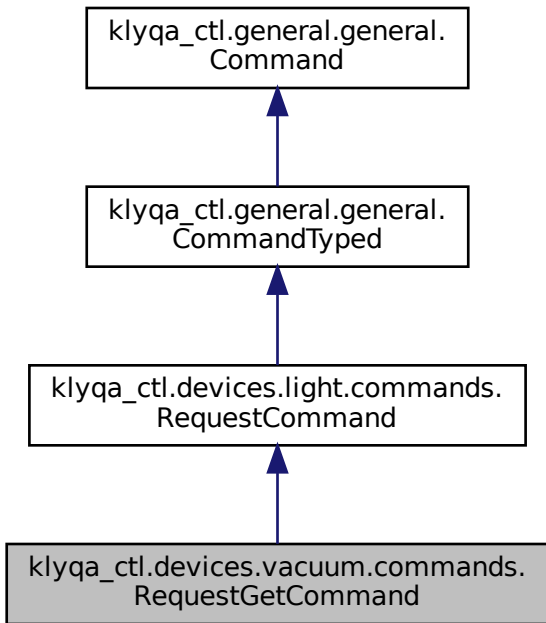 klyqa_ctl.general.general.
Command
klyqa_ctl.general.general.
CommandTyped
klyqa_ctl.devices.light.commands.
RequestCommand
klyqa_ctl.devices.vacuum.commands.
RequestGetCommand